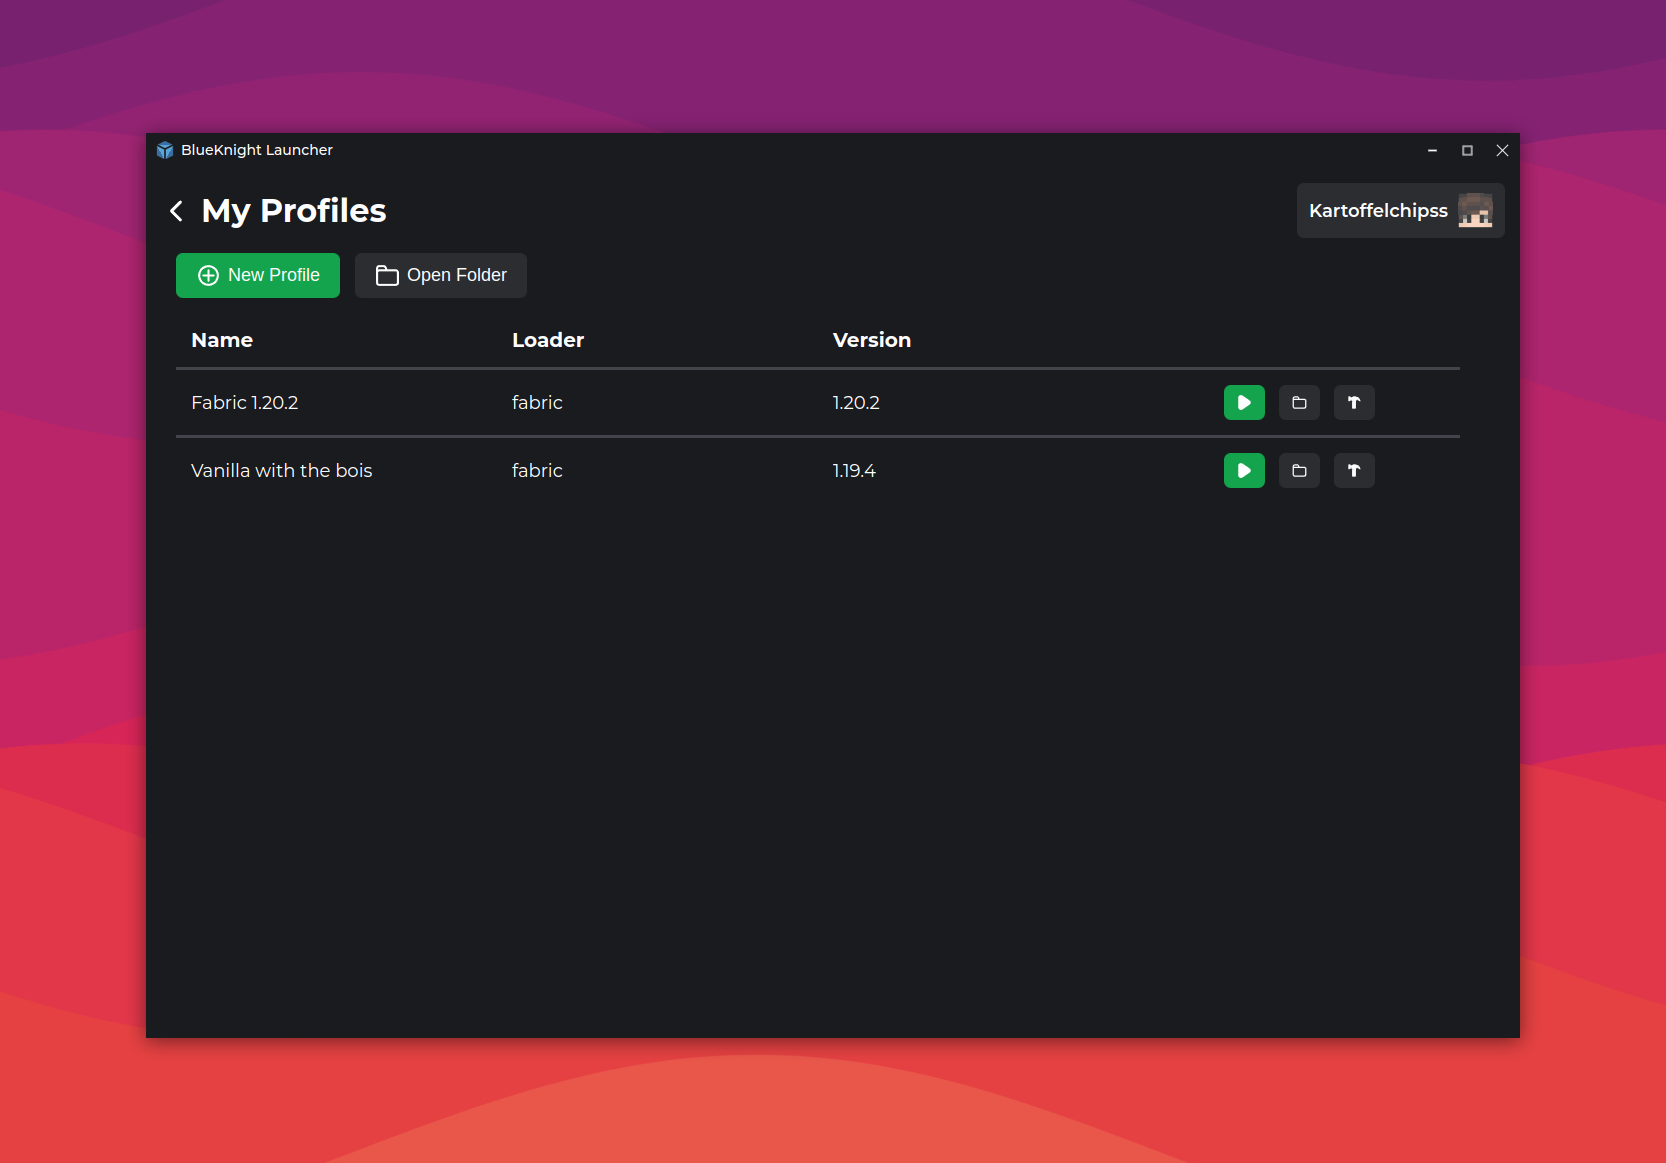 BlueKnight Launcher
My Profiles
Kartoffelchipss
New Profile
Open Folder
Name Loader Version
Fabric 1.20.2 fabric 1.20.2
Vanilla with the bois fabric 1.19.4